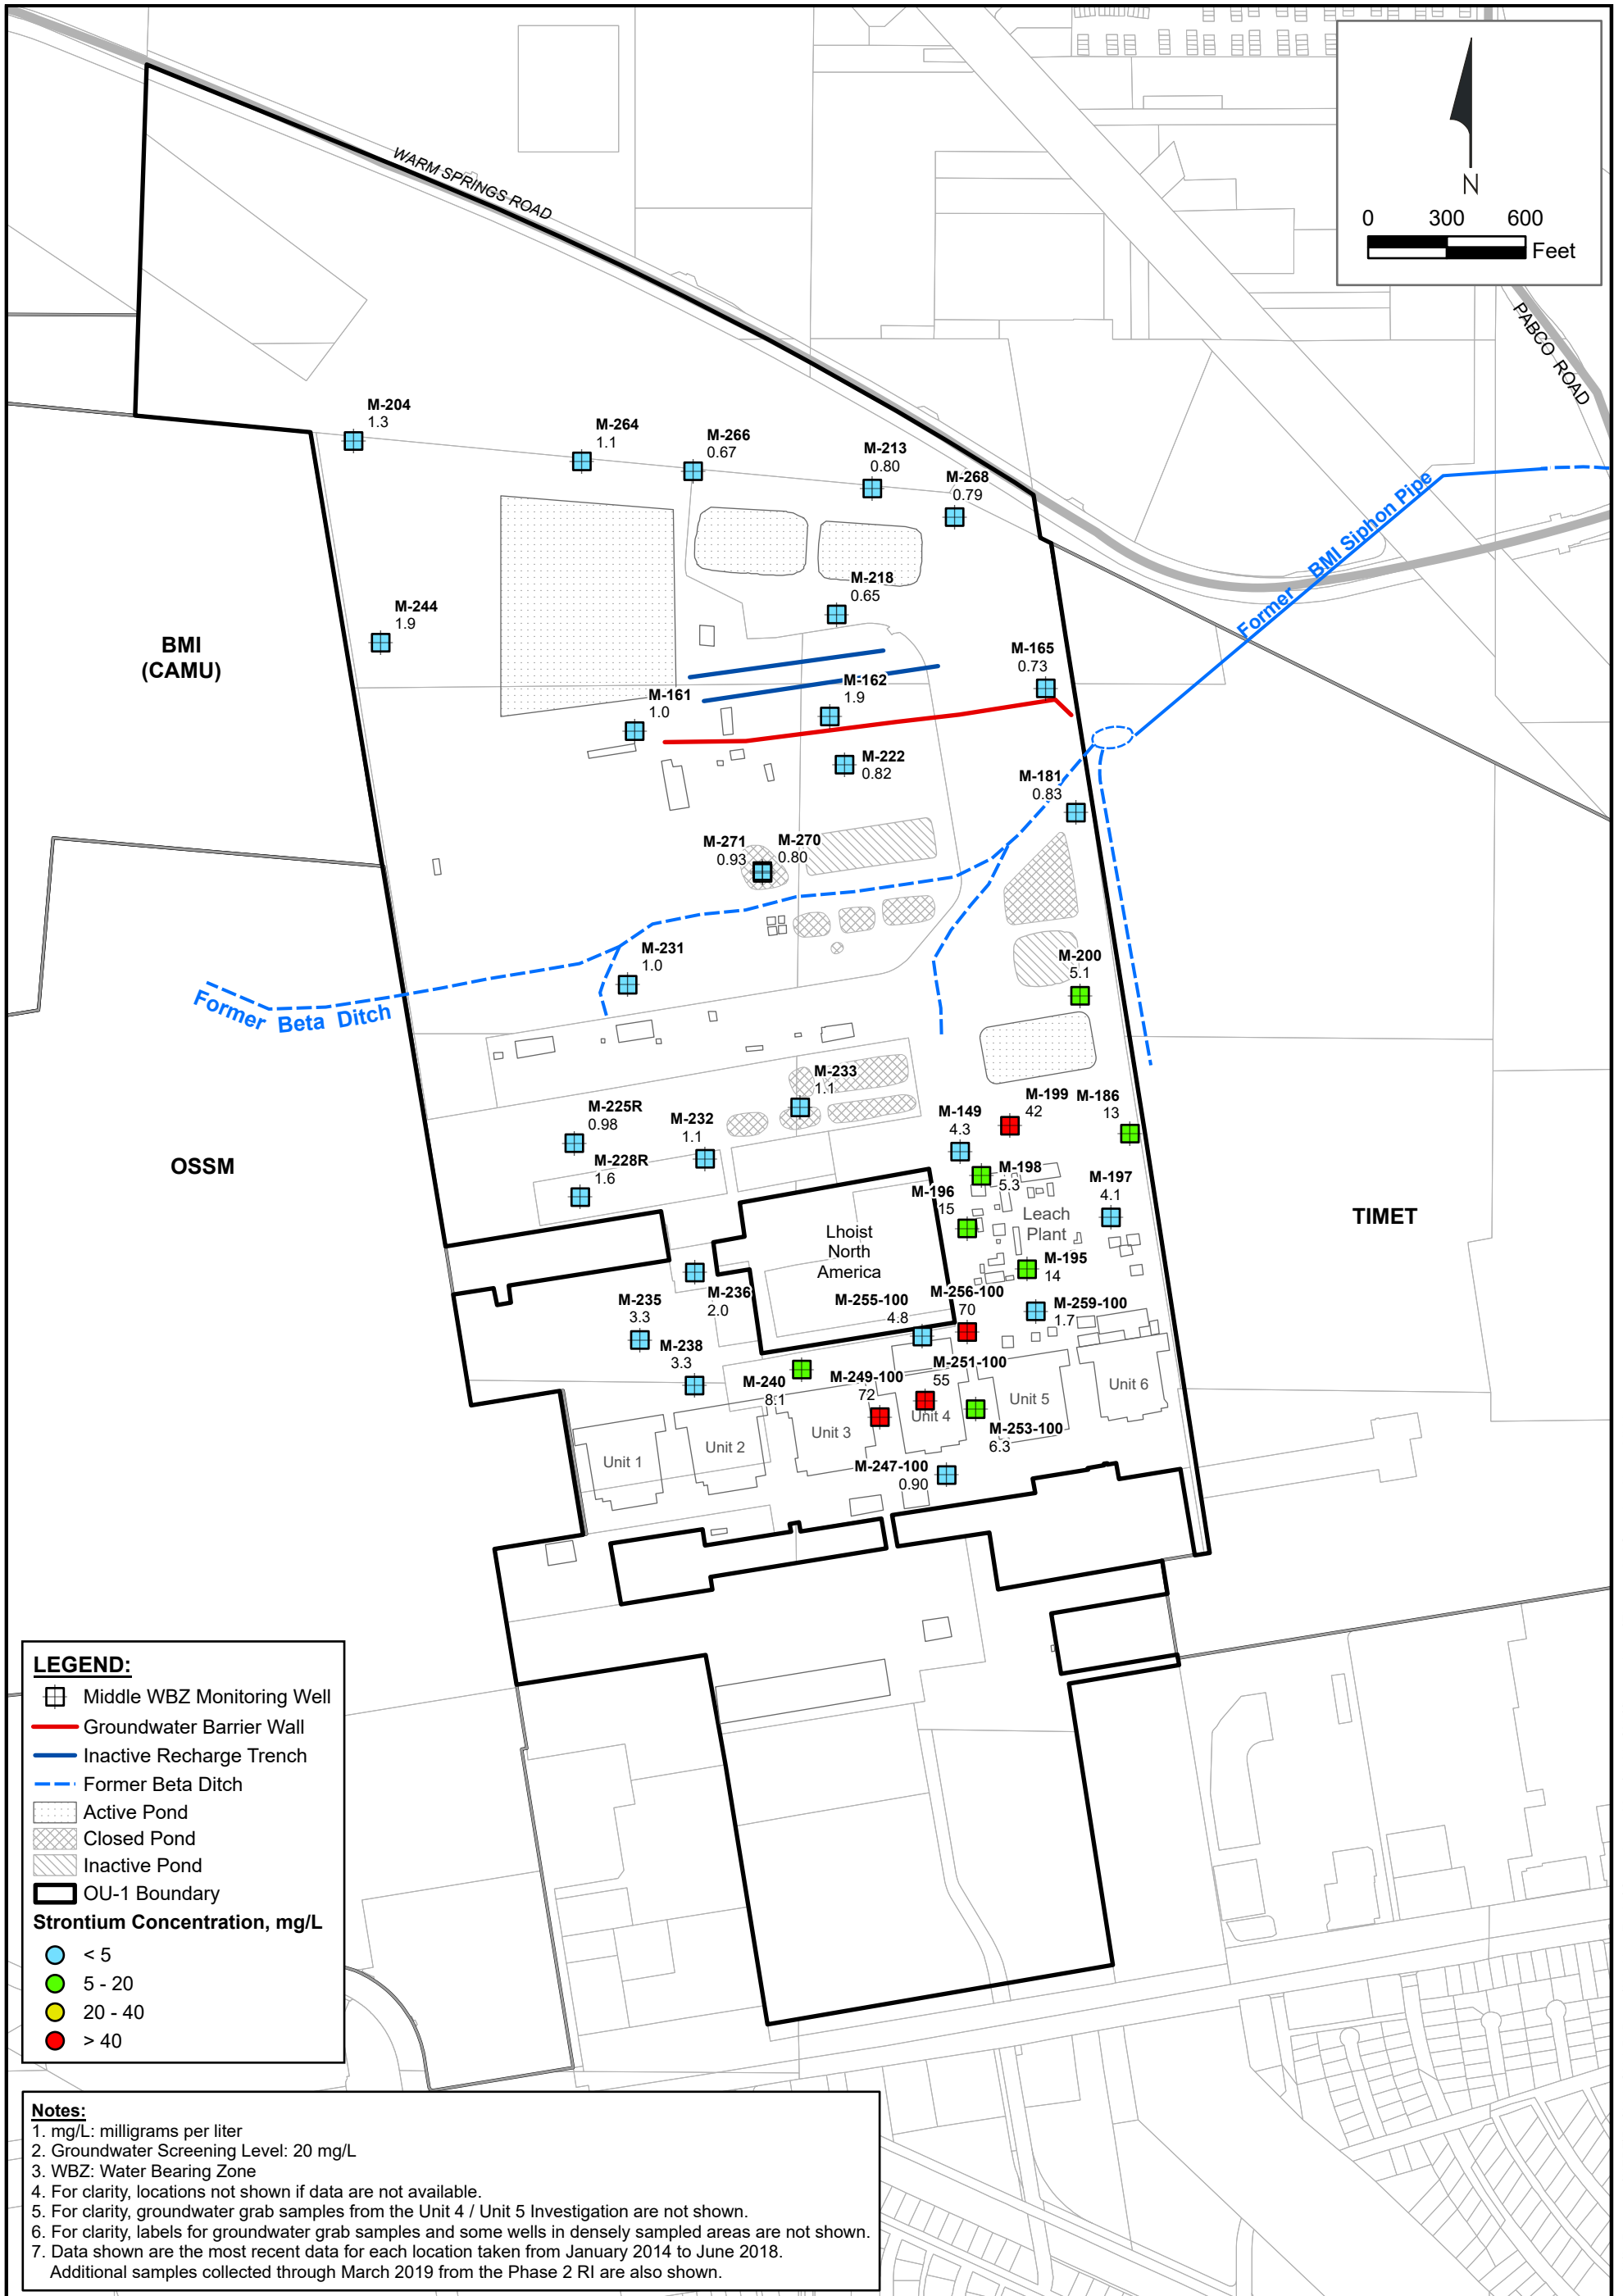 N
0 300 600
Feet
WARM SPRINGS ROAD
PABCO ROAD
M-204
1.3
M-264
1.1
M-266
0.67
M-213
0.80
M-268
0.79
Former BMI Siphon Pipe
M-218
0.65
M-244
1.9
BMI
(CAMU)
M-165
0.73
M-161
1.0
M-162
1.9
M-222
0.82
M-181
0.83
M-271
0.93
M-270
0.80
M-231
1.0
M-200
5.1
Former Beta Ditch
M-233
1.1
M-225R
0.98
M-232
1.1
M-149
4.3
M-199
42
M-186
13
OSSM
M-228R
1.6
M-198
5.3
M-196
15
M-197
4.1
Leach
Plant
TIMET
Lhoist
North
America
M-195
14
M-236
2.0
M-235
3.3
M-255-100
4.8
M-256-100
70
M-259-100
1.7
M-238
3.3
M-240
8.1
M-249-100
72
M-251-100
55
M-253-100
6.3
Unit 1
Unit 2
Unit 3
Unit 4
Unit 5
Unit 6
M-247-100
0.90
LEGEND:
Middle WBZ Monitoring Well
Groundwater Barrier Wall
Inactive Recharge Trench
Former Beta Ditch
Active Pond
Closed Pond
Inactive Pond
OU-1 Boundary
Strontium Concentration, mg/L
< 5
5 - 20
20 - 40
> 40
Notes:
1. mg/L: milligrams per liter
2. Groundwater Screening Level: 20 mg/L
3. WBZ: Water Bearing Zone
4. For clarity, locations not shown if data are not available.
5. For clarity, groundwater grab samples from the Unit 4 / Unit 5 Investigation are not shown.
6. For clarity, labels for groundwater grab samples and some wells in densely sampled areas are not shown.
7. Data shown are the most recent data for each location taken from January 2014 to June 2018.
Additional samples collected through March 2019 from the Phase 2 RI are also shown.